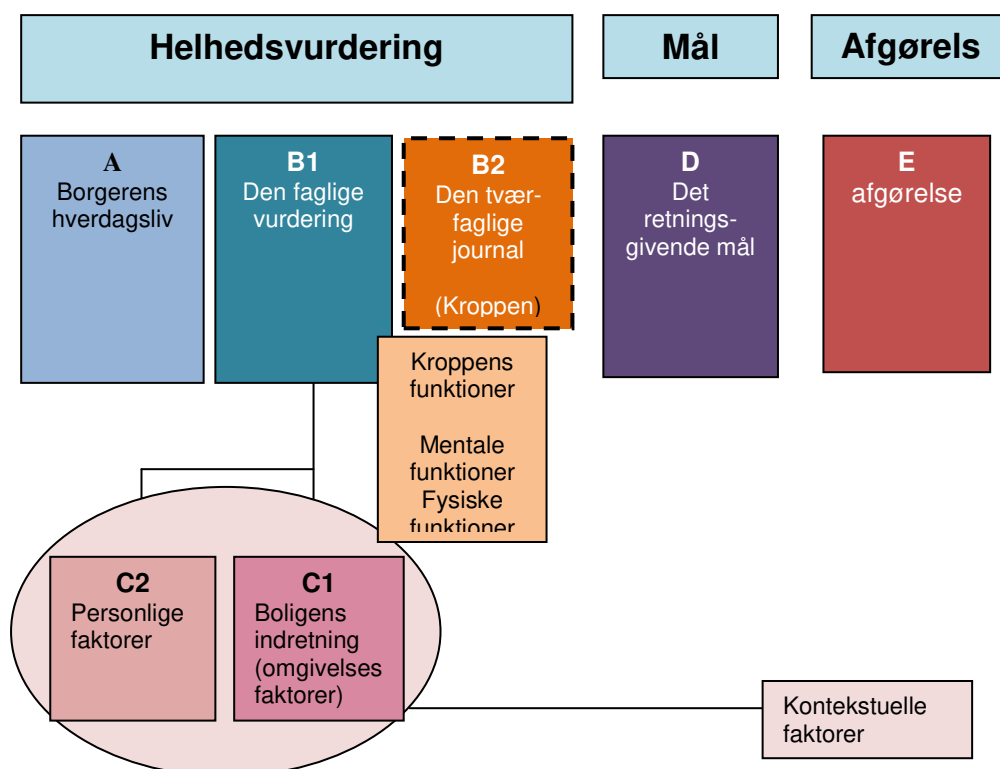 Helhedsvurdering
Mål
Afgørels
A
Borgerens
hverdagsliv
B1
Den faglige
vurdering
B2
Den tvær-
faglige
journal
(Kroppen)
D
Det
retnings-
givende mål
E
afgørelse
Kroppens
funktioner
Mentale
funktioner
Fysiske
funktioner
C2
Personlige
faktorer
C1
Boligens
indretning
(omgivelses
faktorer)
Kontekstuelle
faktorer